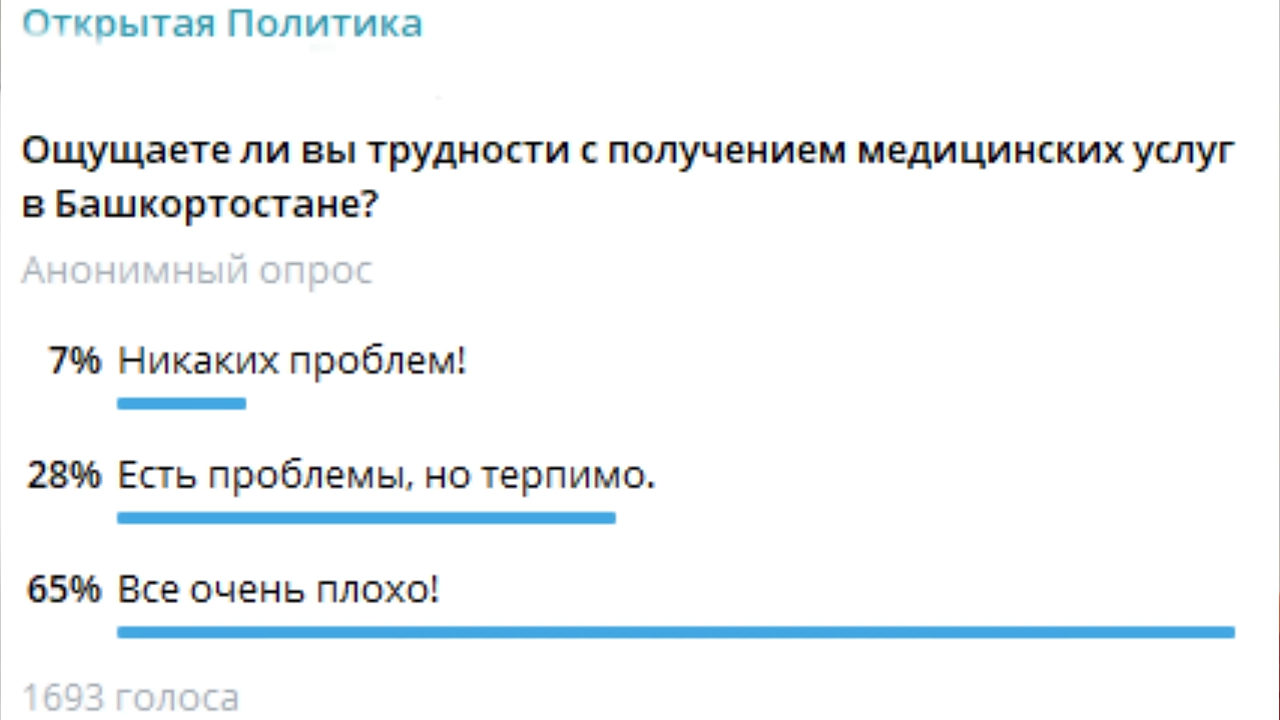 Открытая Политика
Ощущаете ли вы трудности с получением медицинских услуг
в Башкортостане?
Анонимный опрос
7% Никаких проблем!
28% Есть проблемы, но терпимо.
65% Все очень плохо!
1693 голоса